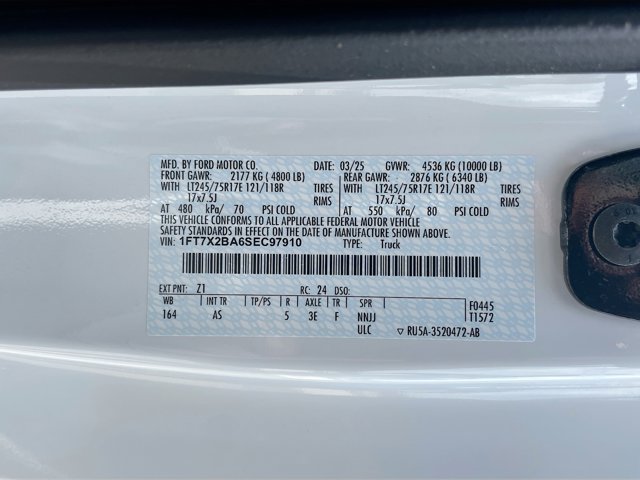 MFD. BY FORD MOTOR CO. DATE: 03/25 GVWR: 4536 KG (10000 LB)
FRONT GAWR: 2177 KG ( 4800 LB) REAR GAWR: 2876 KG ( 6340 LB)
WITH LT245/75R17E 121/118R TIRES WITH LT245/75R17E 121/118R TIRES
17x7.5J RIMS 17x7.5J RIMS
AT 480 kPa/ 70 PSI COLD AT 550 kPa/ 80 PSI COLD
THIS VEHICLE CONFORMS TO ALL APPLICABLE FEDERAL MOTOR VEHICLE
SAFETY STANDARDS IN EFFECT ON THE DATE OF MANUFACTURE SHOWN ABOVE.
VIN: 1FT7X2BA6SEC97910 TYPE: Truck
EXT PNT: Z1 RC: 24 DSO:
WB INT TR TP/PS R AXLE TR SPR F0445
164 AS 5 3E F NNJJ T1572
ULC RU5A-3520472-AB